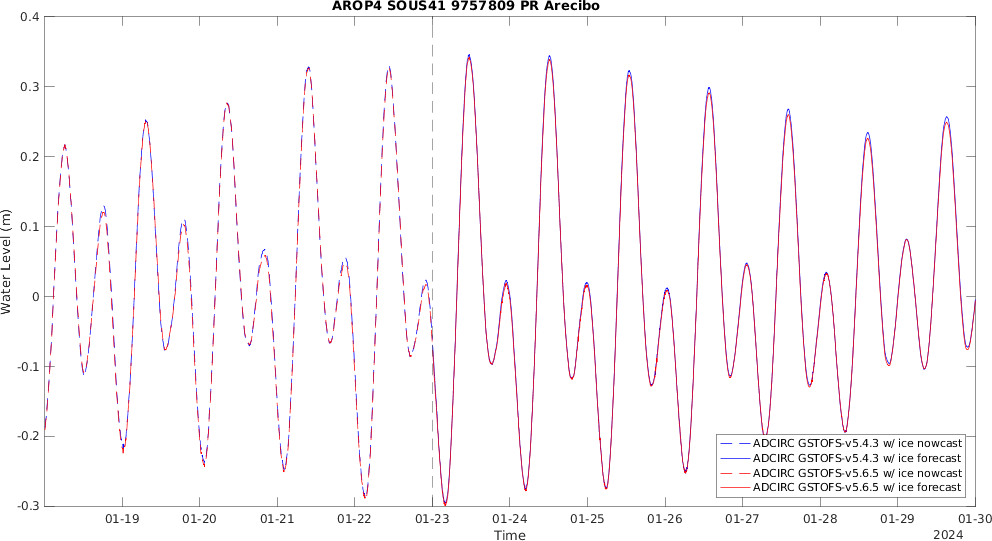 AROP4 SOUS41 9757809 PR Arecibo
0.4
0.3
0.2
0.1
0
-0.1
-0.2
-0.3
Water Level (m)
ADCIRC GSTOFS-v5.4.3 w/ ice nowcast
ADCIRC GSTOFS-v5.4.3 w/ ice forecast
ADCIRC GSTOFS-v5.6.5 w/ ice nowcast
ADCIRC GSTOFS-v5.6.5 w/ ice forecast
01-19 01-20 01-21 01-22 01-23 01-24 01-25 01-26 01-27 01-28 01-29 01-30
Time
2024